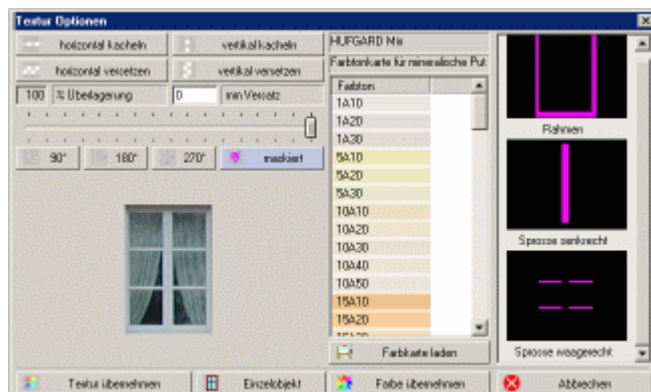 Textur Optionen
horizontal kacheln
vertikal kacheln
horizontal versetzen
vertikal versetzen
100 % Überlagerung 0 mm Versatz
90° 180° 270° maskiert
HUFGARD Mix
Farbtonkarte für mineralische Put
Farbton
1A10
1A20
1A30
5A10
5A20
5A30
10A10
10A20
10A30
10A40
10A50
15A10
15A20
Farbkarte laden
Rahmen
Sprosse senkrecht
Sprosse waagerecht
Textur übernehmen
Einzelobjekt
Farbe übernehmen
Abbrechen